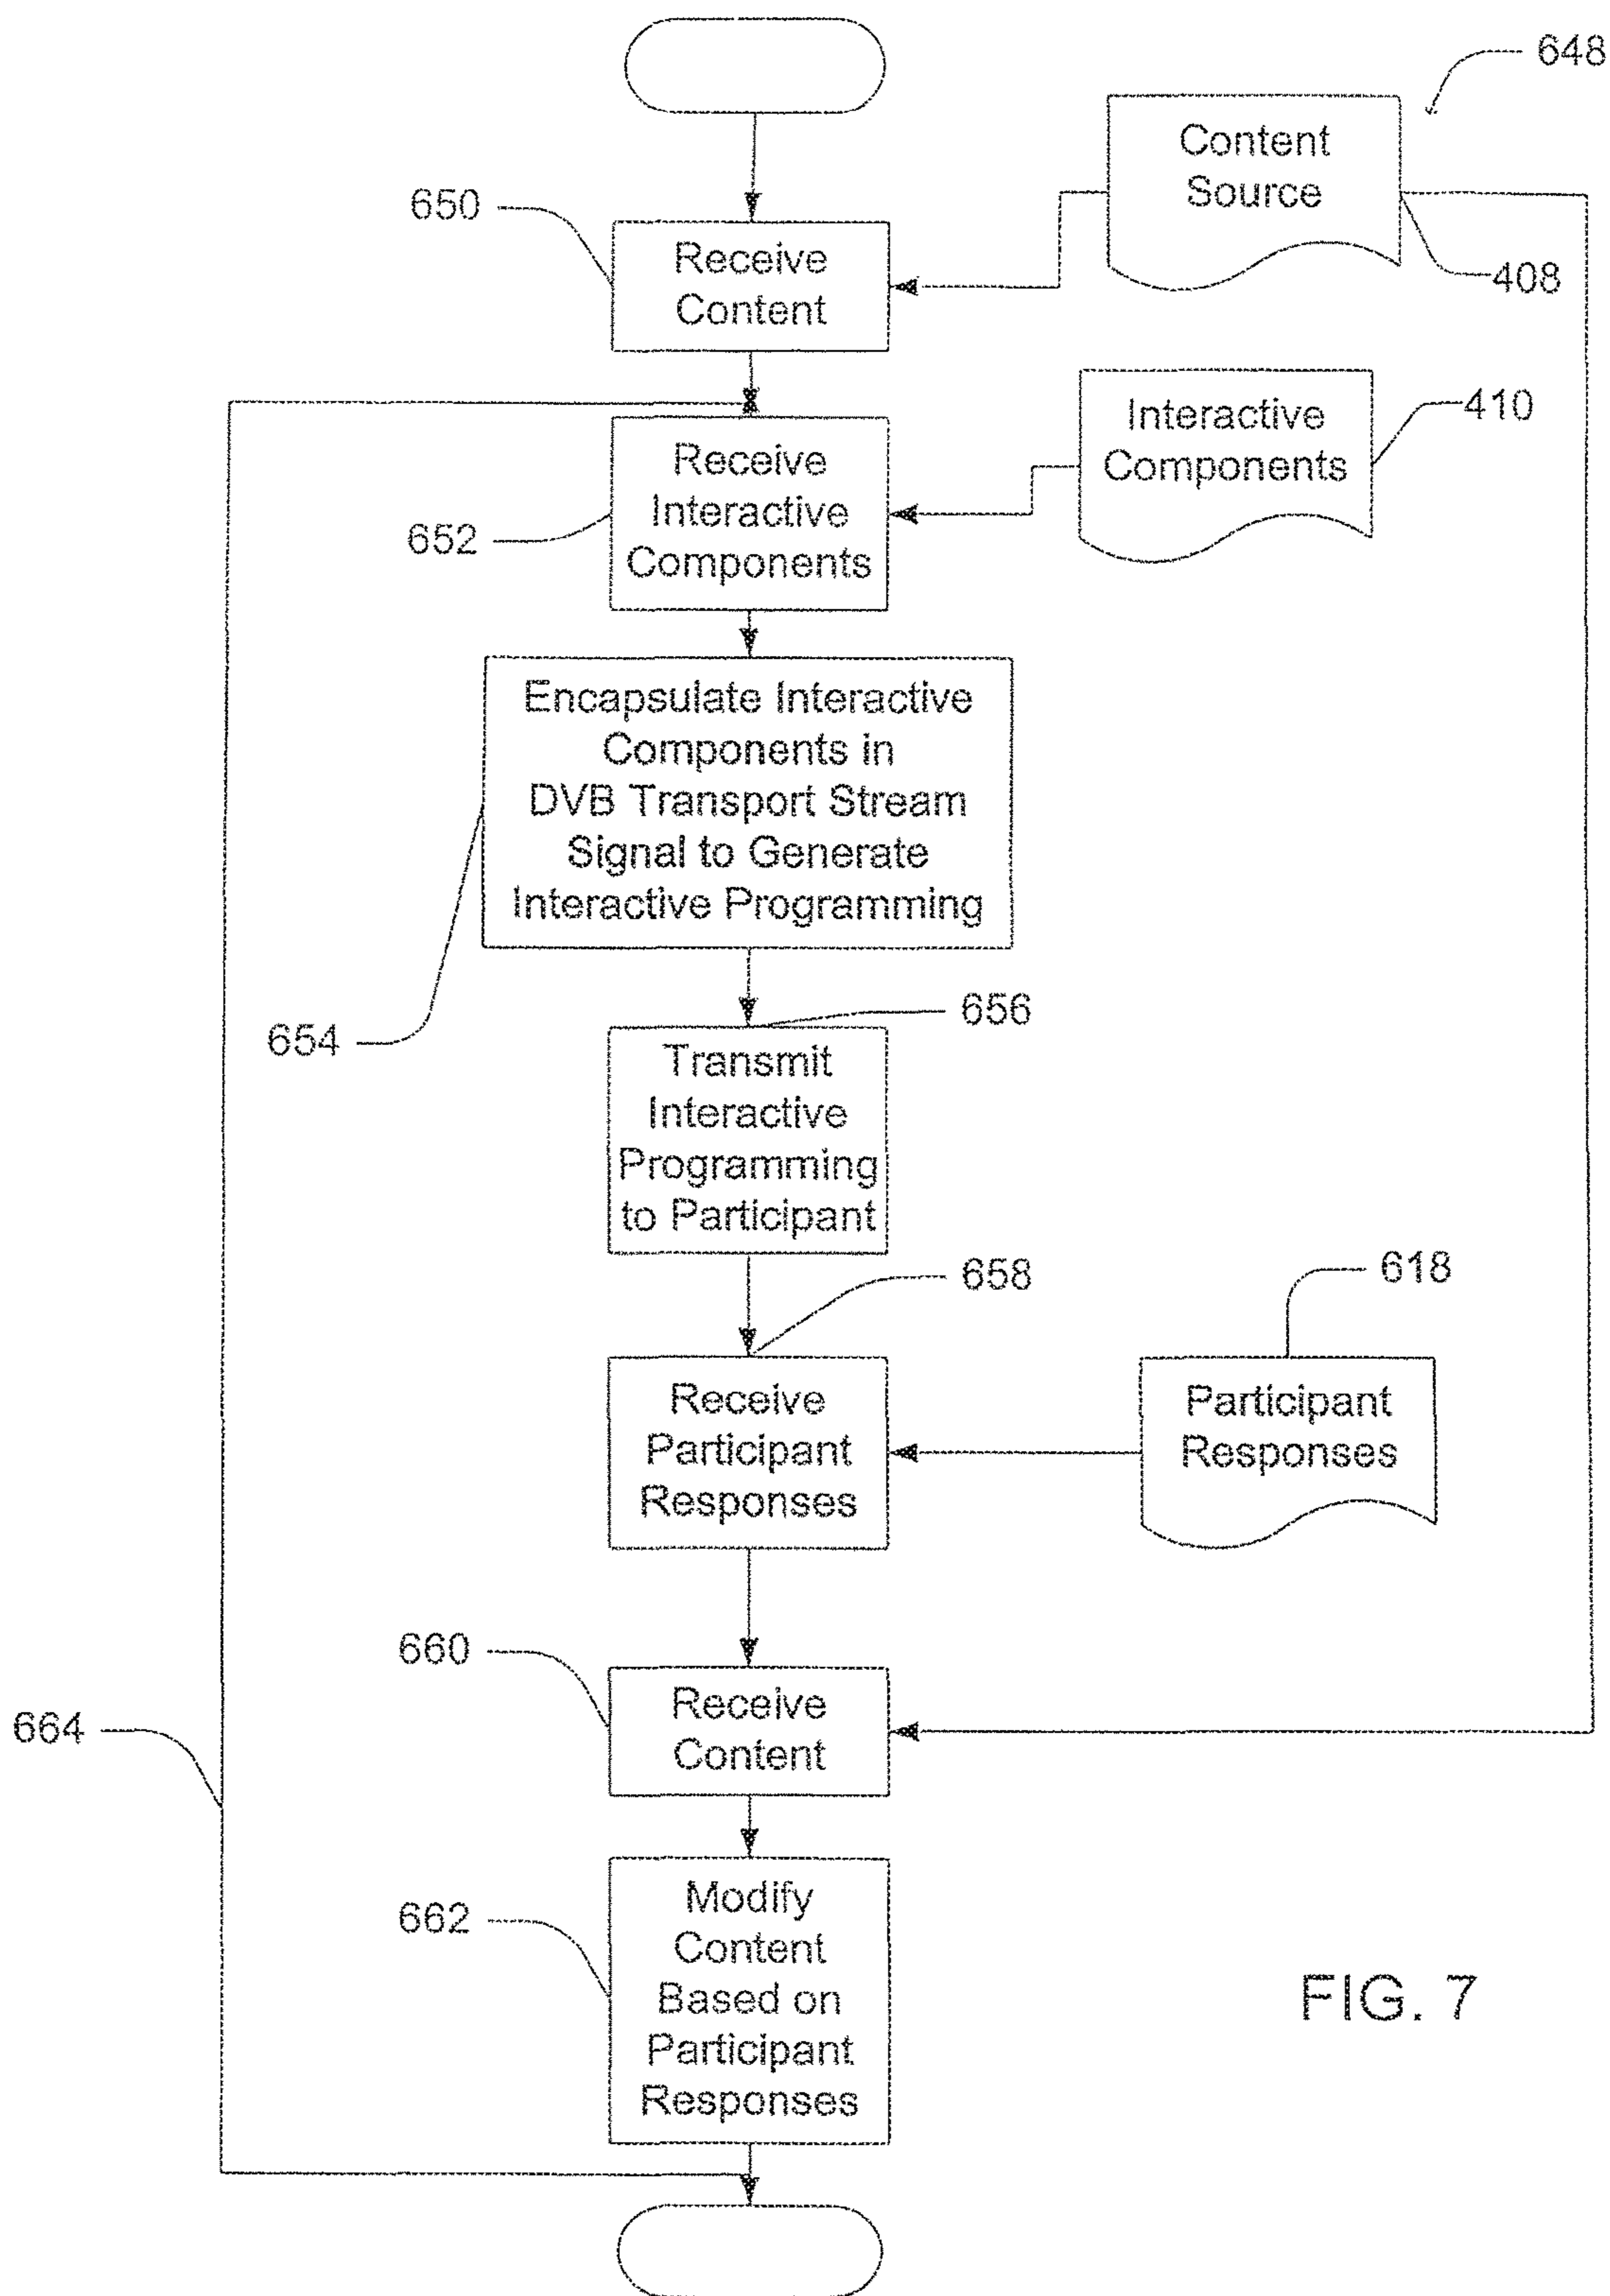 648
Content
Source
408
650
Receive
Content
Interactive
Components
410
Receive
Interactive
Components
652
Encapsulate Interactive
Components in
DVB Transport Stream
Signal to Generate
Interactive Programming
654
656
Transmit
Interactive
Programming
to Participant
658
618
Receive
Participant
Responses
Participant
Responses
660
Receive
Content
664
662
Modify
Content
Based on
Participant
Responses
FIG. 7